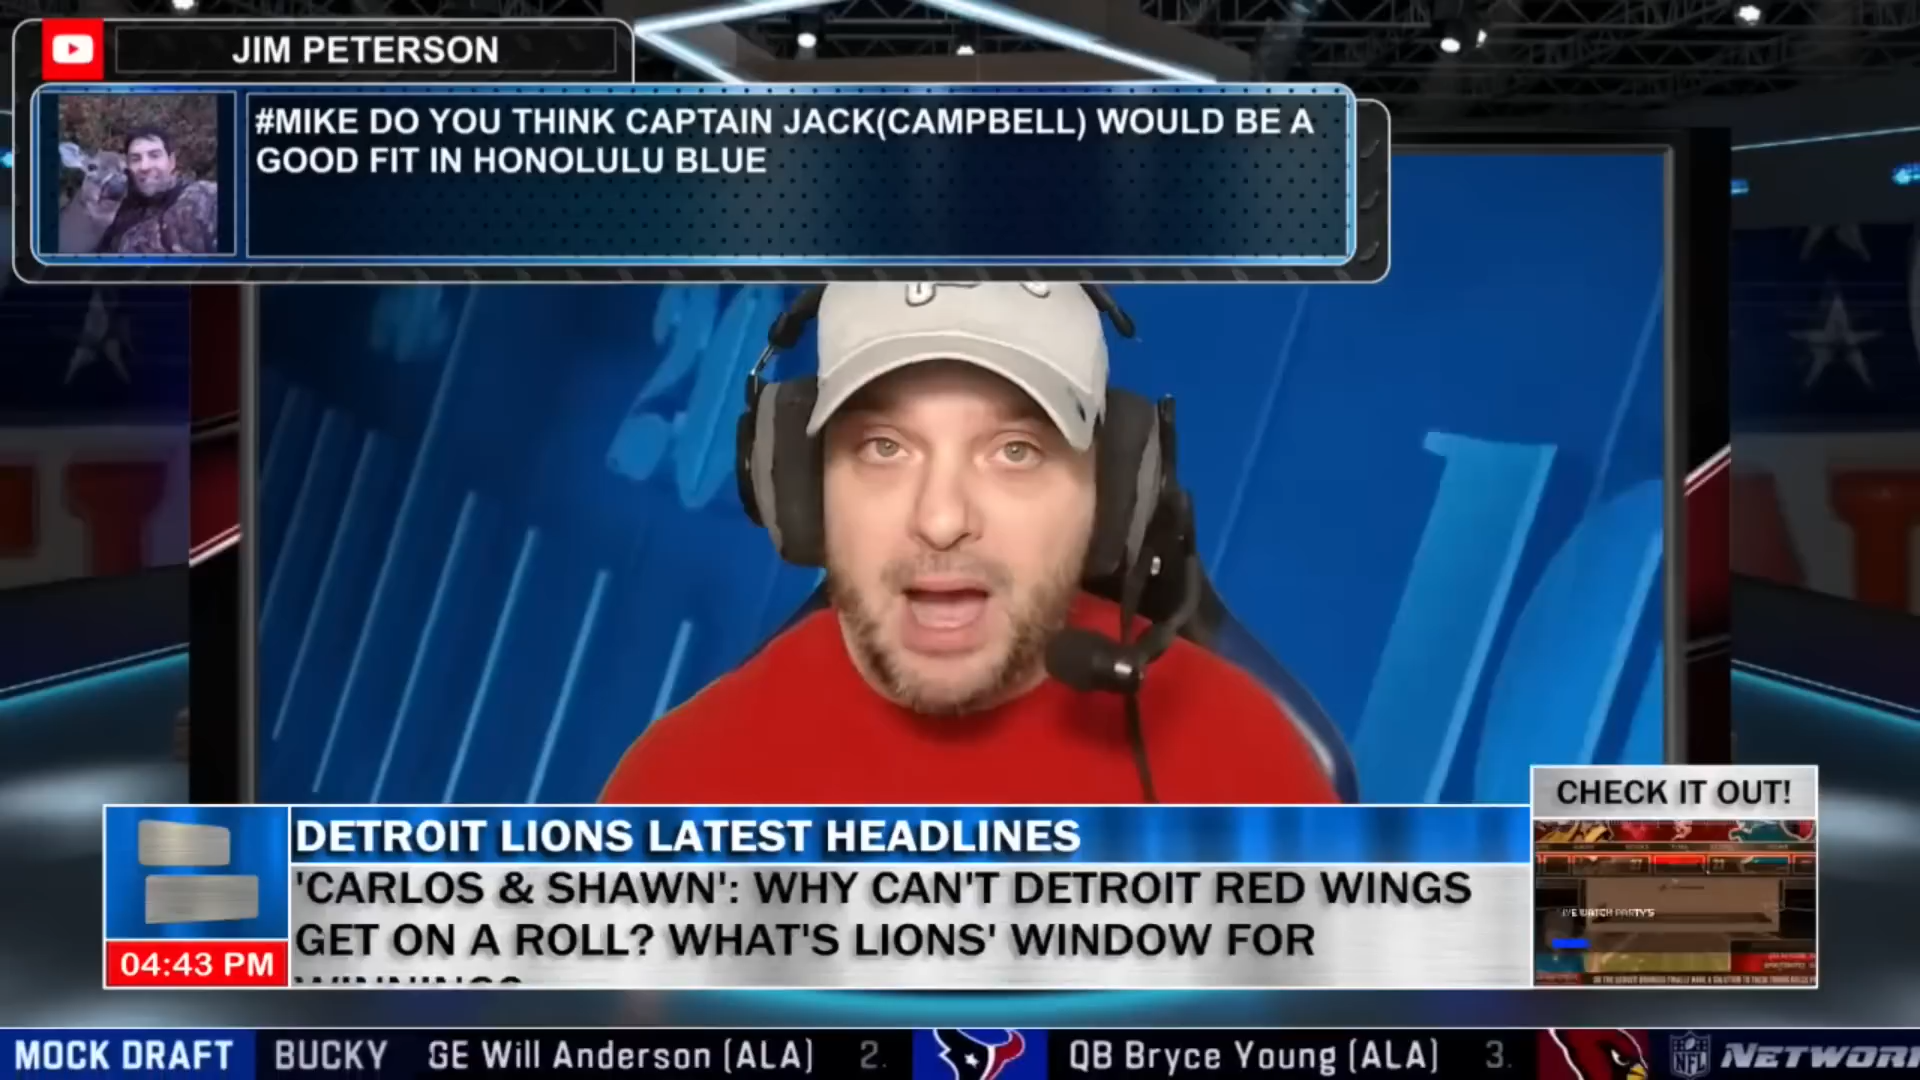 JIM PETERSON
#MIKE DO YOU THINK CAPTAIN JACK(CAMPBELL) WOULD BE A
GOOD FIT IN HONOLULU BLUE
CHECK IT OUT!
DETROIT LIONS LATEST HEADLINES
'CARLOS & SHAWN': WHY CAN'T DETROIT RED WINGS
GET ON A ROLL? WHAT'S LIONS' WINDOW FOR
04:43 PM
MOCK DRAFT BUCKY GE Will Anderson (ALA) 2. QB Bryce Young (ALA) 3. NFL NETWOR